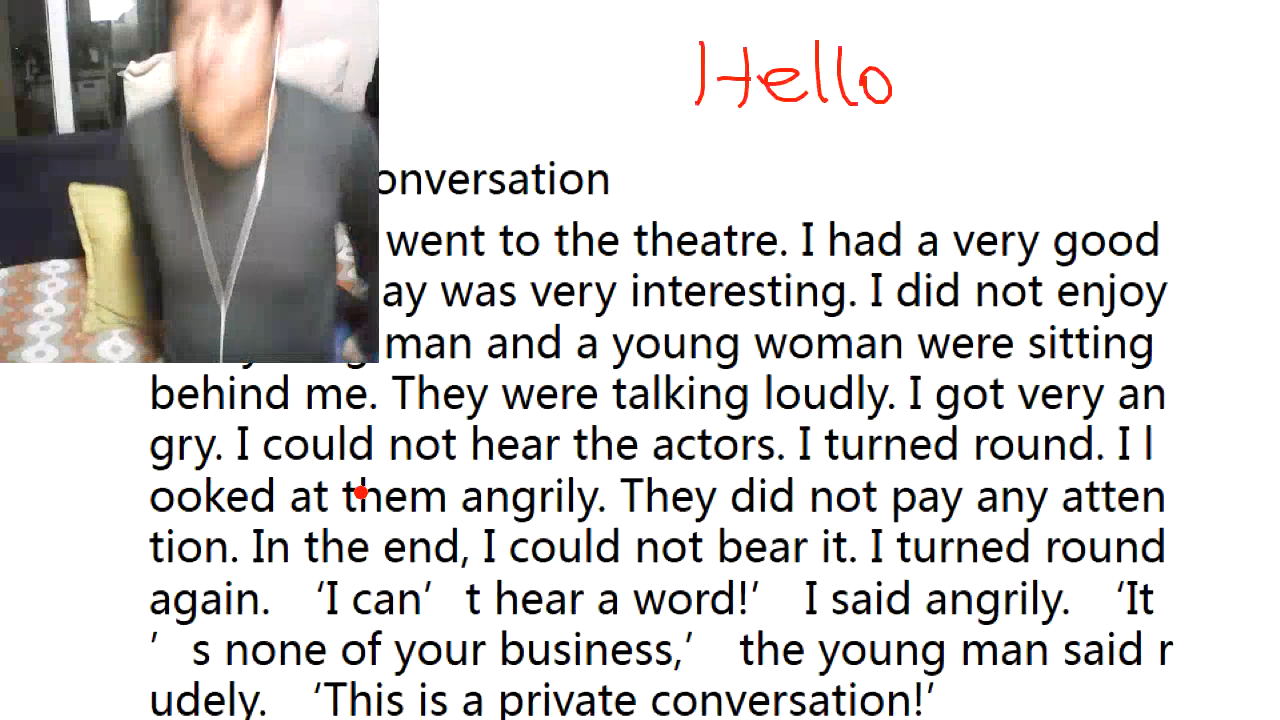 Hello
onversation
went to the theatre. I had a very good
ay was very interesting. I did not enjoy
man and a young woman were sitting
behind me. They were talking loudly. I got very an
gry. I could not hear the actors. I turned round. I l
ooked at them angrily. They did not pay any atten
tion. In the end, I could not bear it. I turned round
again. ‘I can’ t hear a word!’ I said angrily. ‘It
’ s none of your business,’ the young man said r
udely. ‘This is a private conversation!’